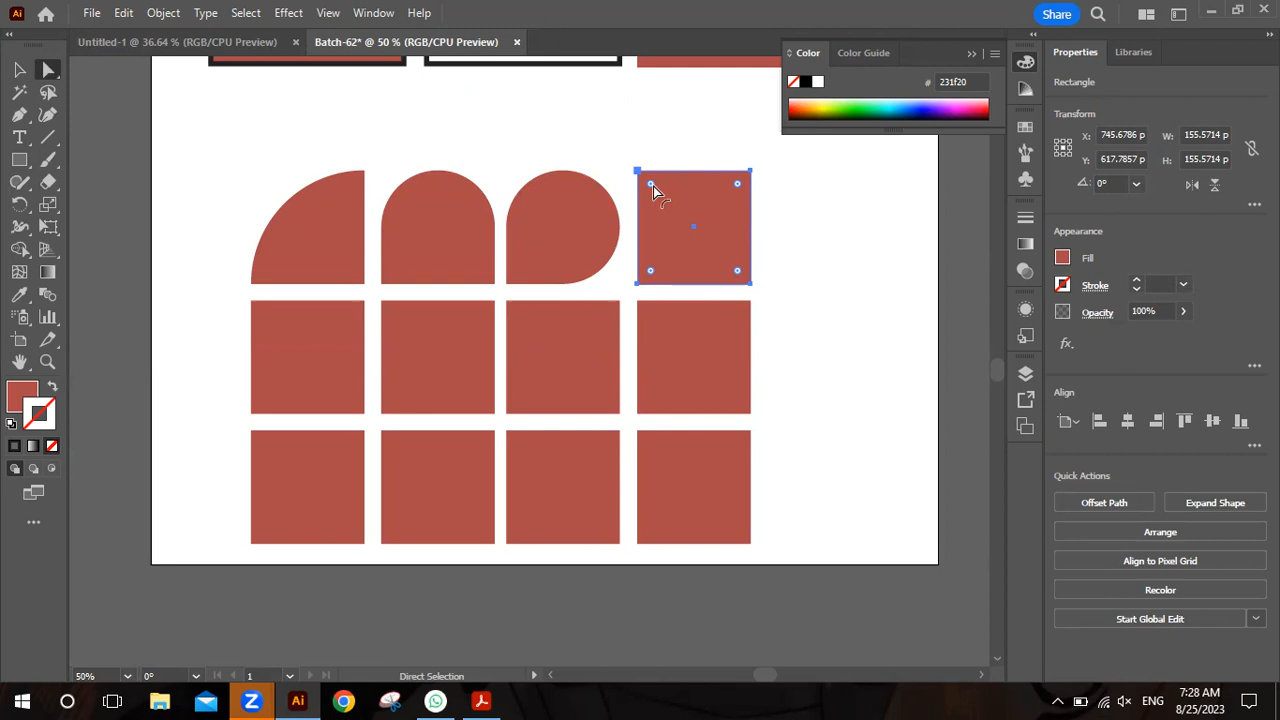 Ai
File Edit Object Type Select Effect View Window Help
Share
Untitled-1 @ 36.64 % (RGB/CPU Preview) ×
Batch-62* @ 50 % (RGB/CPU Preview) ×
Color Color Guide
# 231f20
Properties Libraries
Rectangle
Transform
X: 745.6786 p W: 155.5714 p
Y: 617.7857 p H: 155.5714 p
0°
Appearance
Fill
Stroke
Opacity 100%
fx.
Align
Quick Actions
Offset Path Expand Shape
Arrange
Align to Pixel Grid
Recolor
Start Global Edit
50% 0° 1 Direct Selection
Z Ai
ENG
7:28 AM
8/25/2023